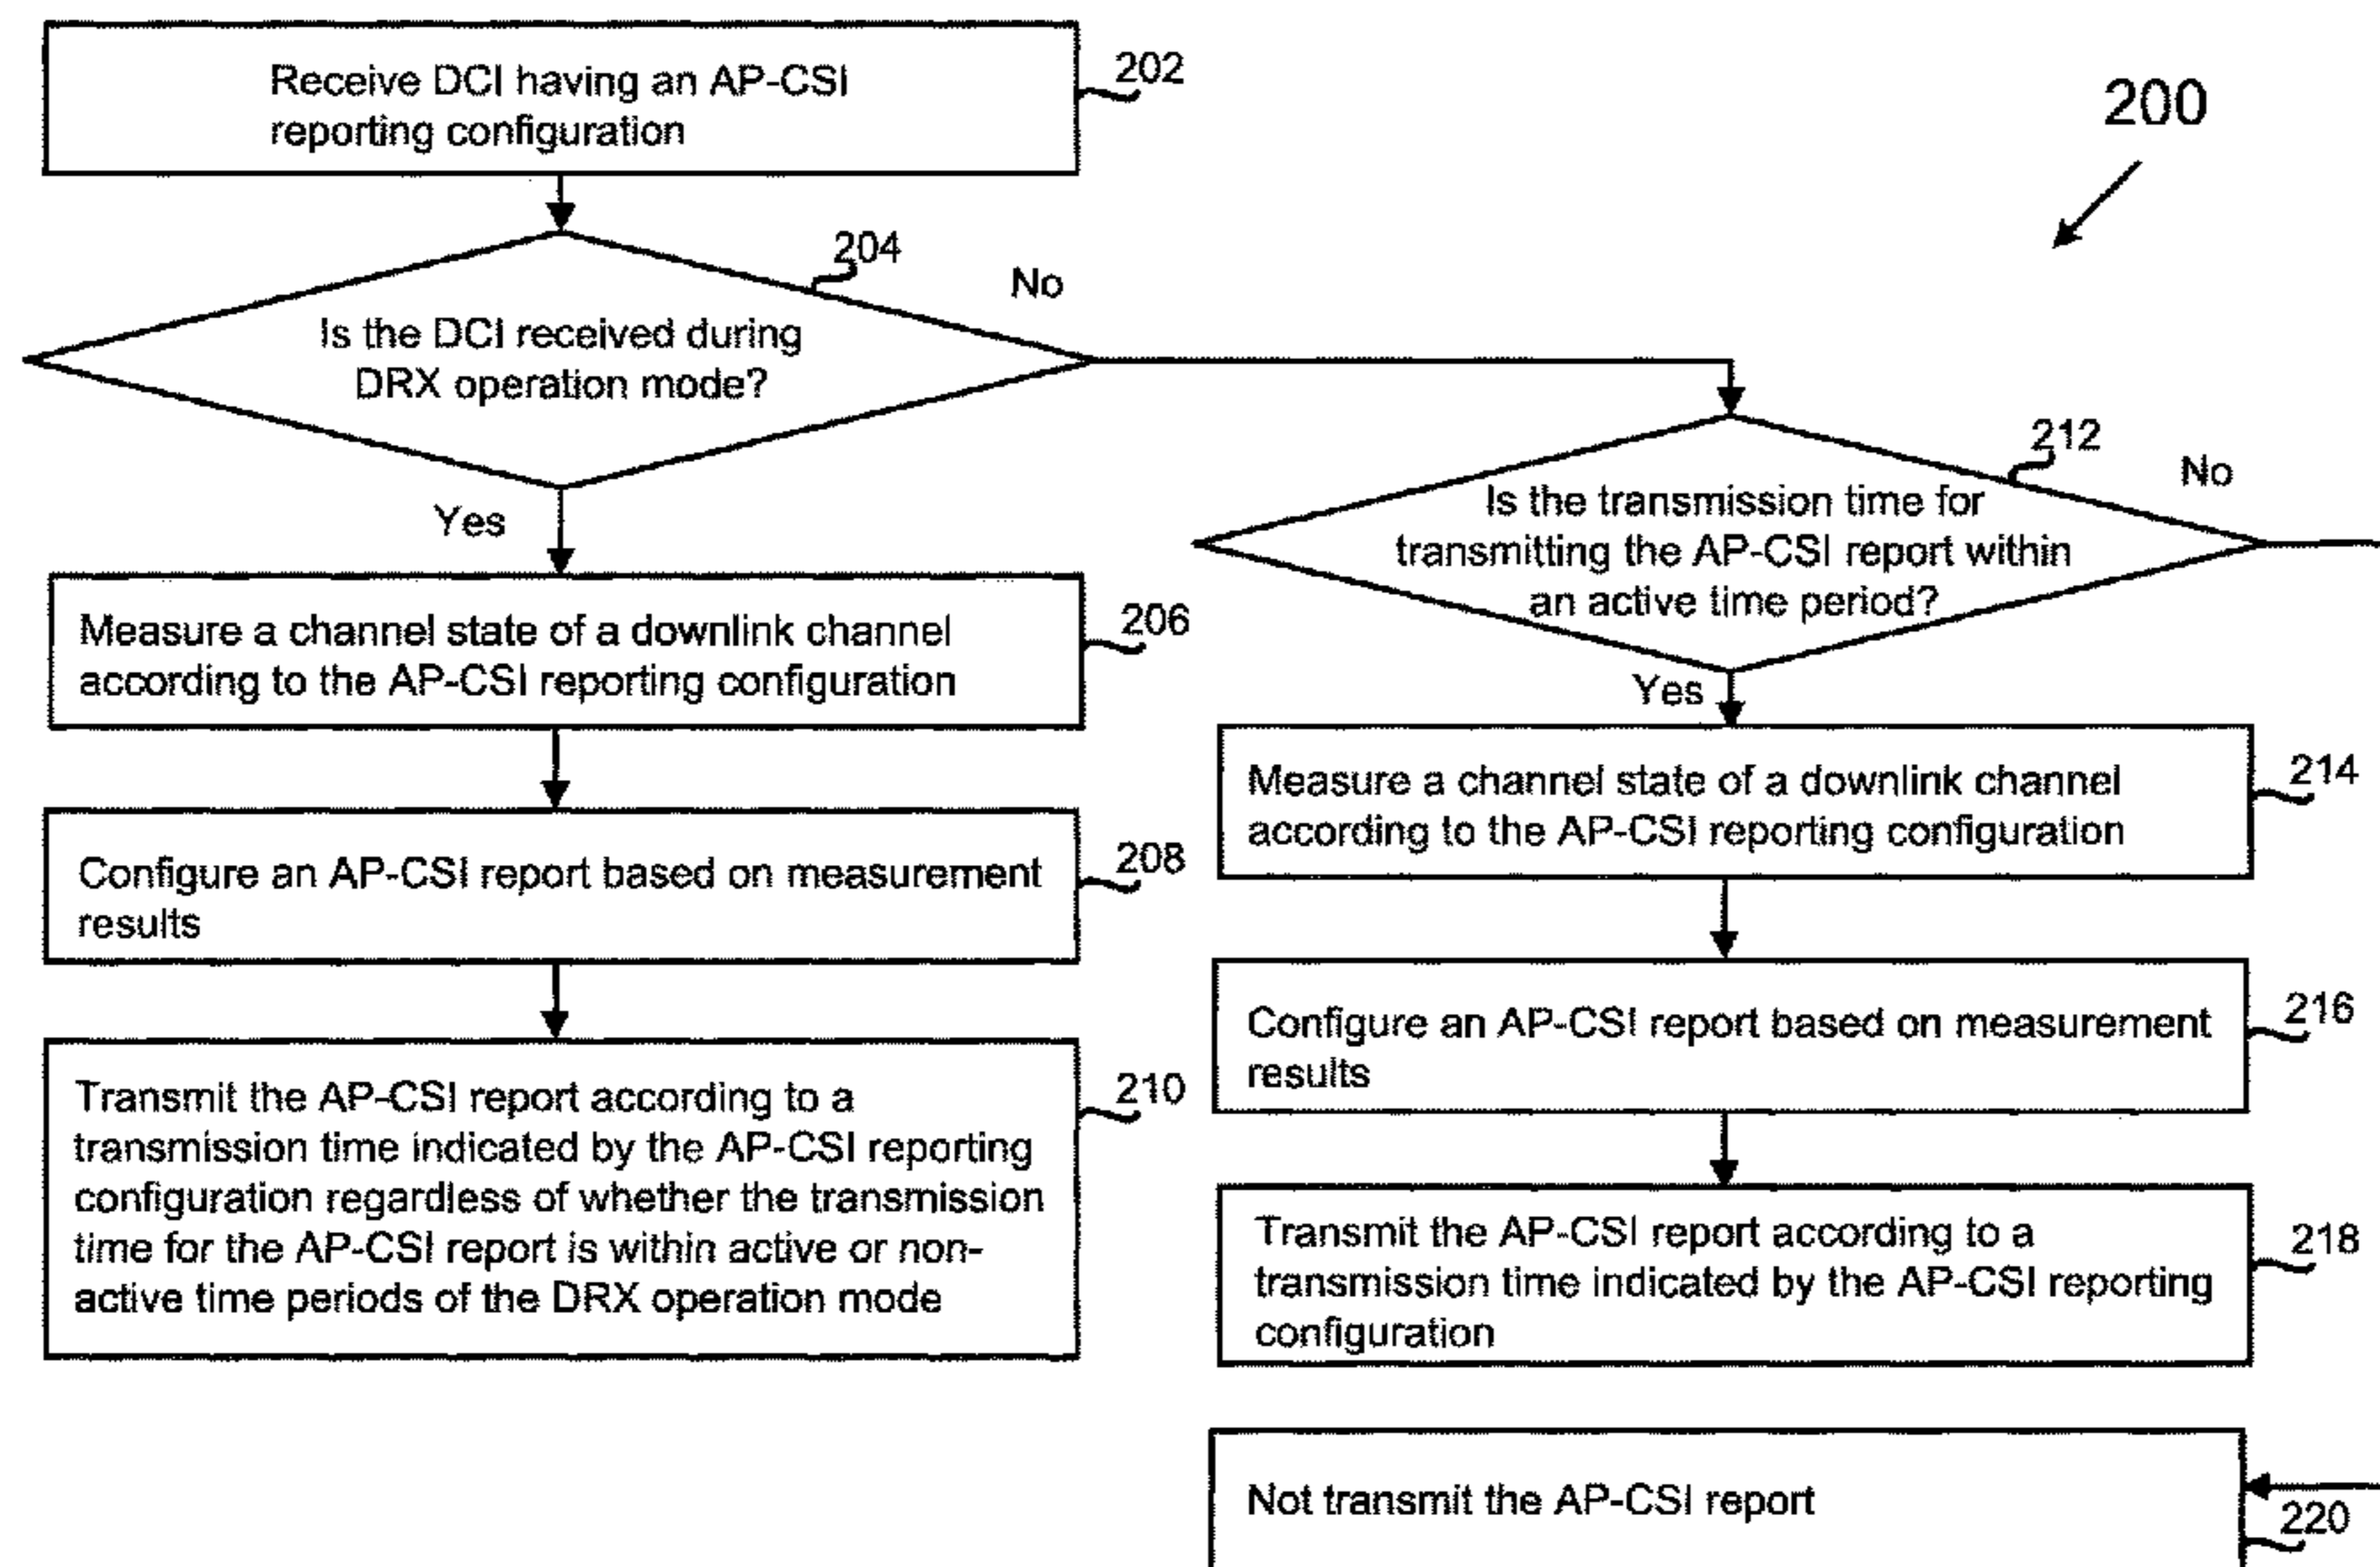 Receive DCI having an AP-CSI
reporting configuration
202
200
204
No
Is the DCI received during
DRX operation mode?
Yes
212
No
Is the transmission time for
transmitting the AP-CSI report within
an active time period?
Yes
Measure a channel state of a downlink channel
according to the AP-CSI reporting configuration
206
Configure an AP-CSI report based on measurement
results
208
Transmit the AP-CSI report according to a
transmission time indicated by the AP-CSI reporting
configuration regardless of whether the transmission
time for the AP-CSI report is within active or non-
active time periods of the DRX operation mode
210
Measure a channel state of a downlink channel
according to the AP-CSI reporting configuration
214
Configure an AP-CSI report based on measurement
results
216
Transmit the AP-CSI report according to a
transmission time indicated by the AP-CSI reporting
configuration
218
Not transmit the AP-CSI report
220